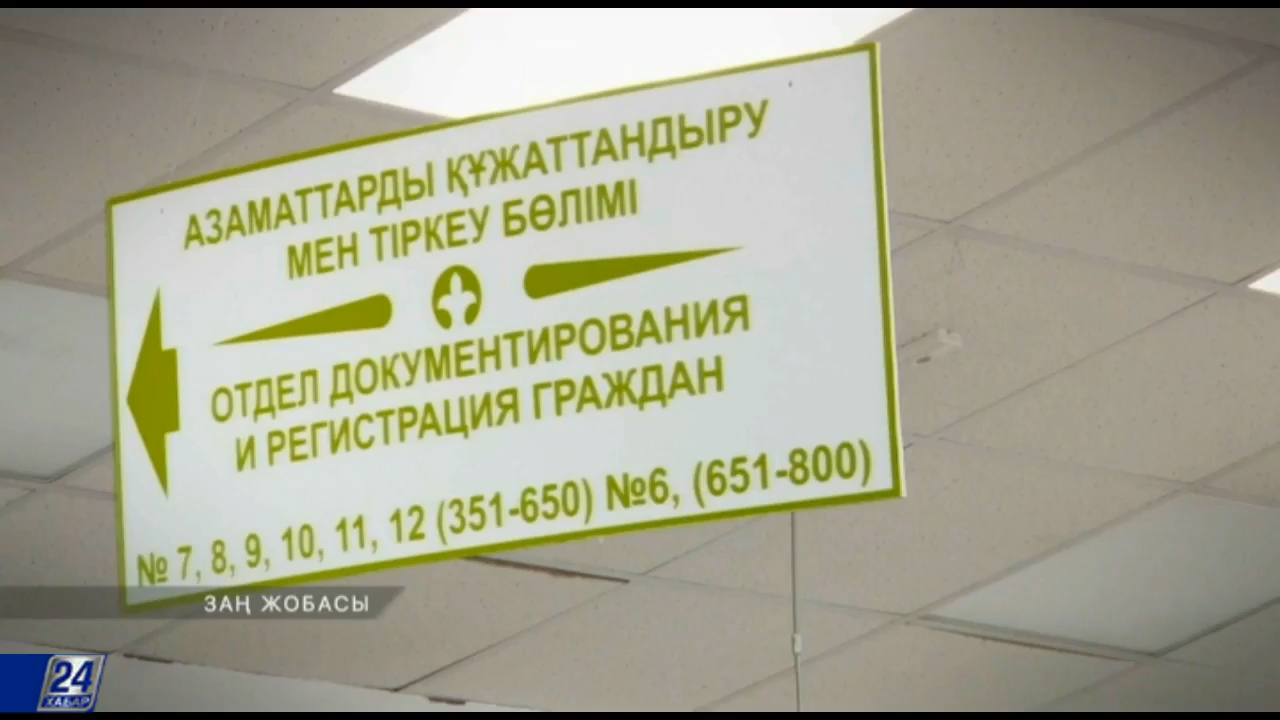 АЗАМАТТАРДЫ ҚҰЖАТТАНДЫРУ
МЕН ТІРКЕУ БӨЛІМІ
ОТДЕЛ ДОКУМЕНТИРОВАНИЯ
И РЕГИСТРАЦИЯ ГРАЖДАН
№ 7, 8, 9, 10, 11, 12 (351-650) №6, (651-800)
ЗАҢ ЖОБАСЫ
24
ХАБАР